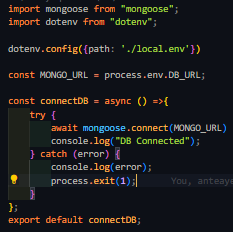 import mongoose from "mongoose";
import dotenv from "dotenv";
dotenv.config({path: './local.env'})
const MONGO_URL = process.env.DB_URL;
const connectDB = async () =>{
try {
await mongoose.connect(MONGO_URL)
console.log("DB Connected");
} catch (error) {
console.log(error);
process.exit(1); You, anteay
}
};
export default connectDB;